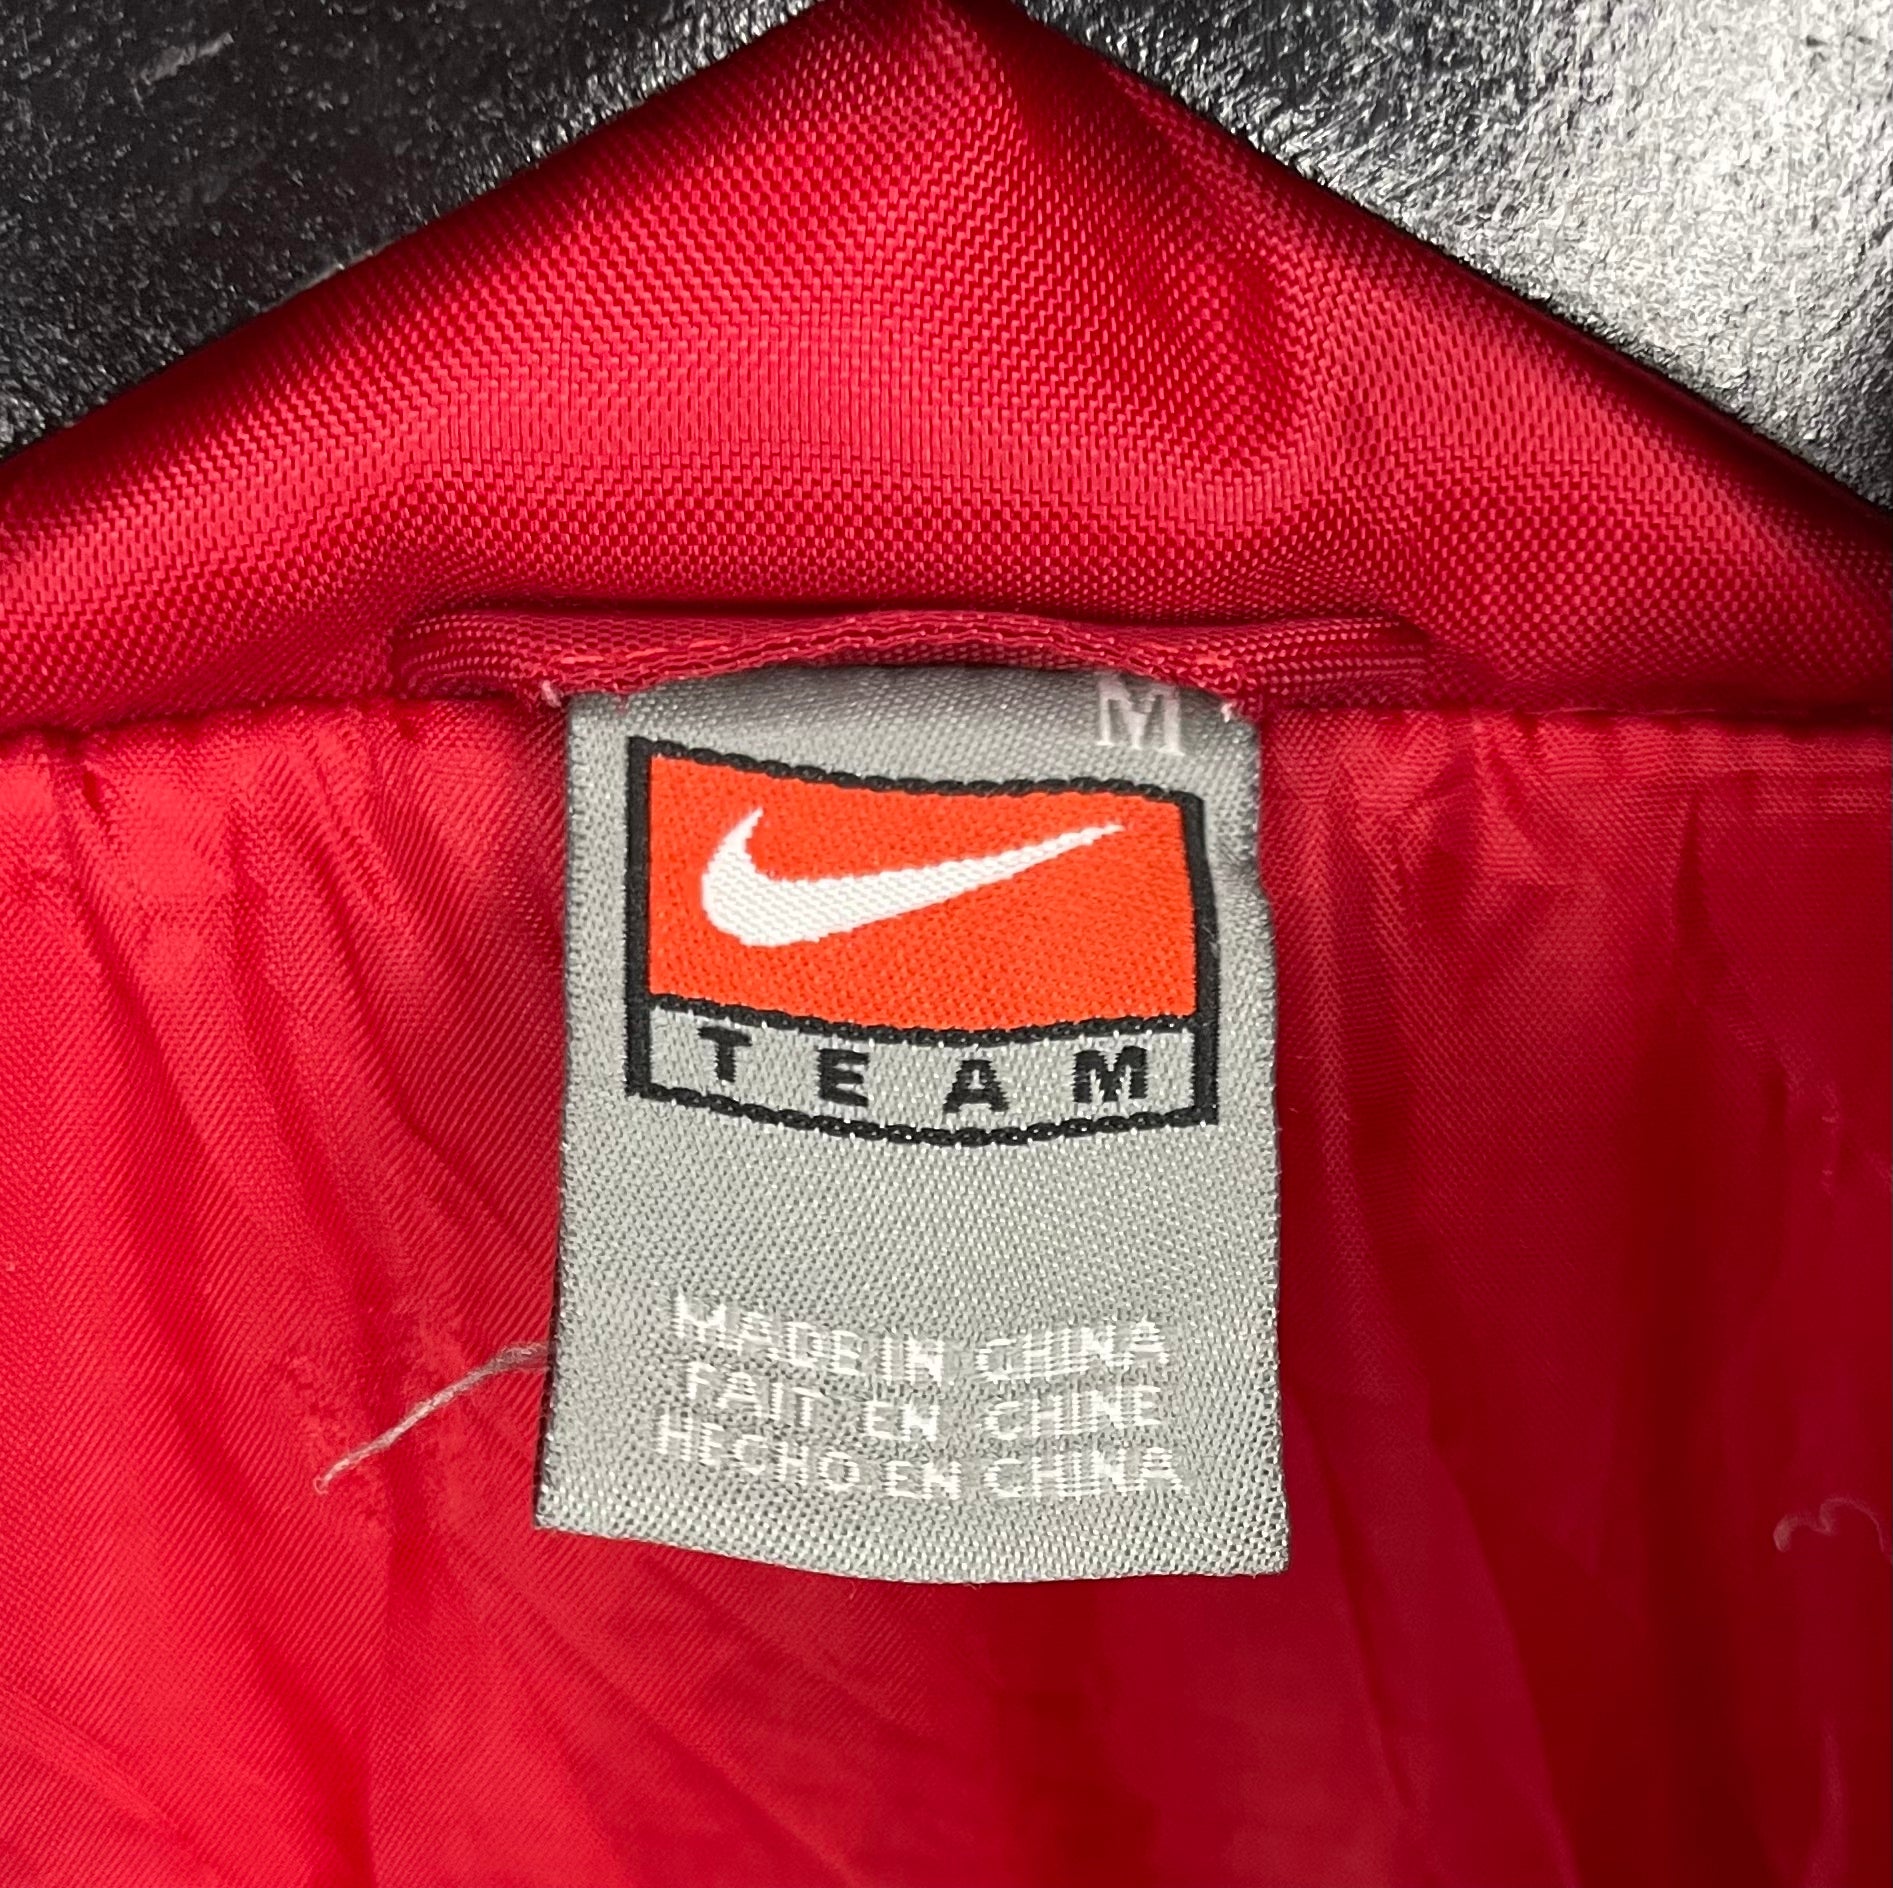 M
TEAM
MADE IN CHINA
FAIT EN CHINE
HECHO EN CHINA